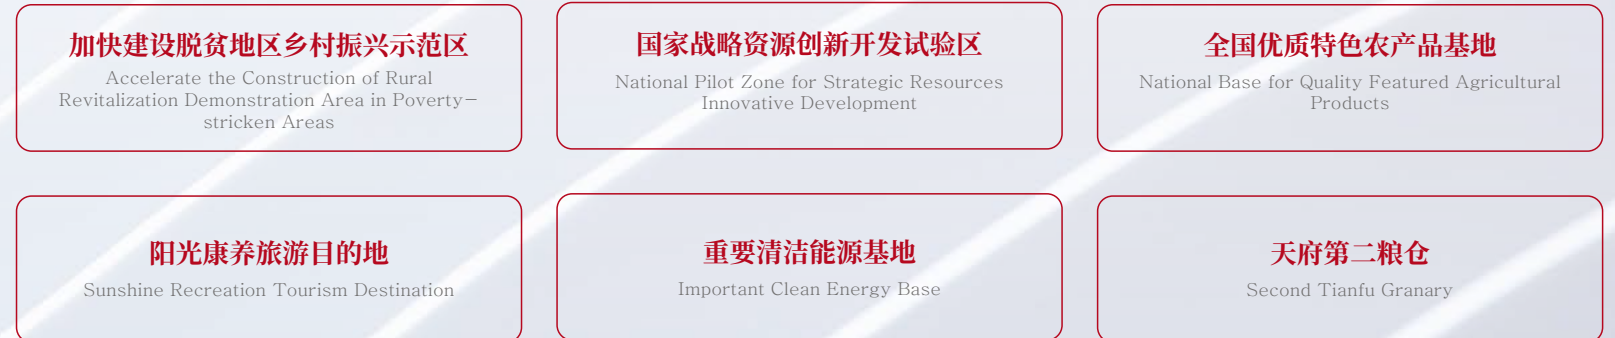 加快建设脱贫地区乡村振兴示范区
Accelerate the Construction of Rural
Revitalization Demonstration Area in Poverty-
stricken Areas
国家战略资源创新开发试验区
National Pilot Zone for Strategic Resources
Innovative Development
全国优质特色农产品基地
National Base for Quality Featured Agricultural
Products
阳光康养旅游目的地
Sunshine Recreation Tourism Destination
重要清洁能源基地
Important Clean Energy Base
天府第二粮仓
Second Tianfu Granary